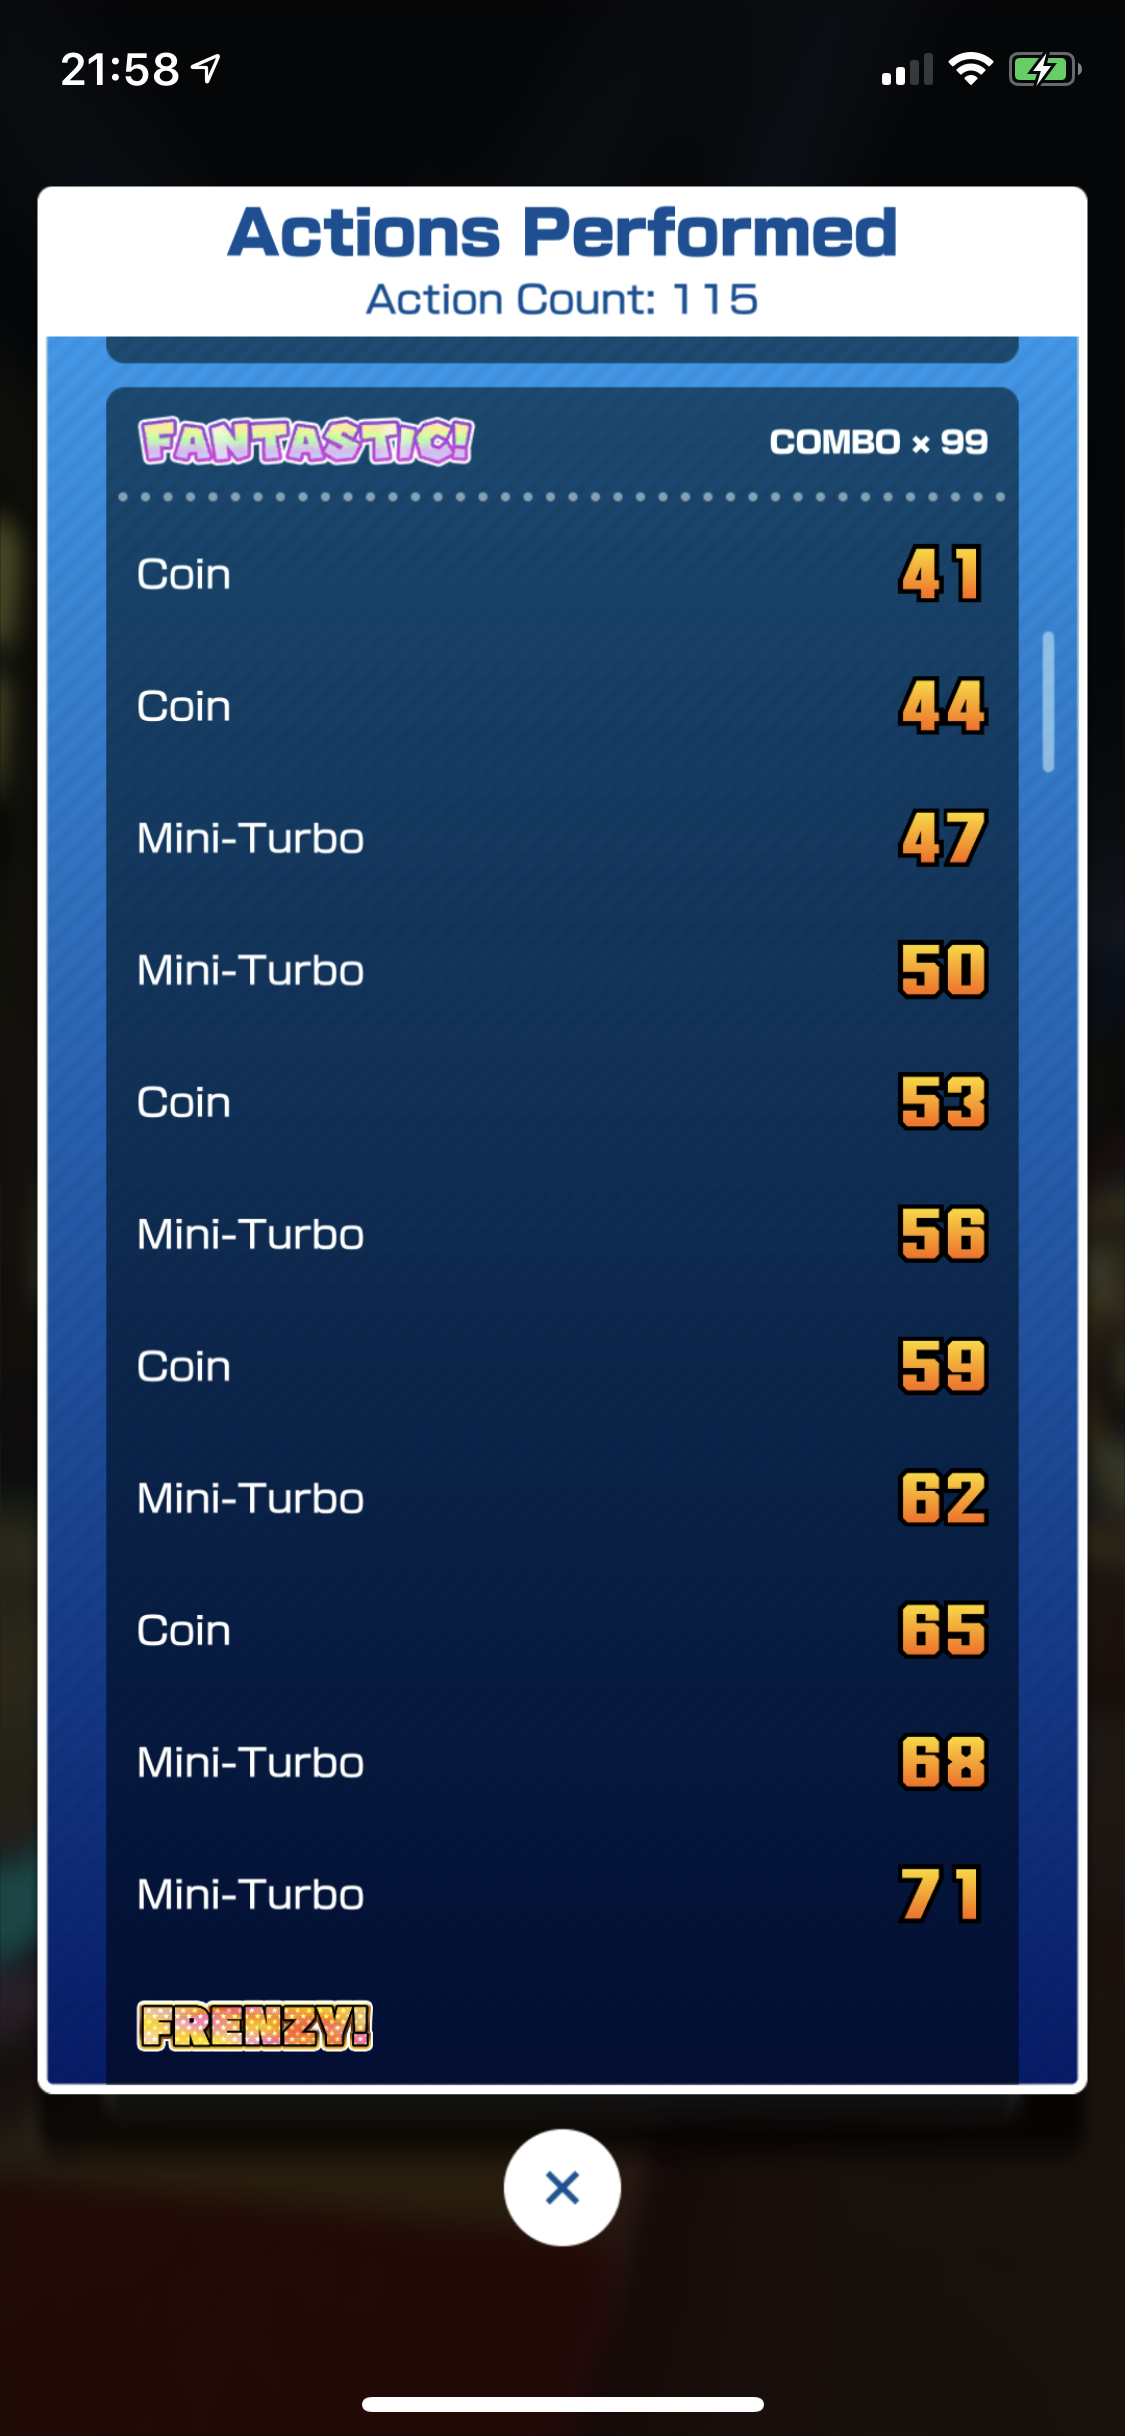 21:58
Actions Performed
Action Count: 115
FANTASTIC! COMBO × 99
Coin 41
Coin 44
Mini-Turbo 47
Mini-Turbo 50
Coin 53
Mini-Turbo 56
Coin 59
Mini-Turbo 62
Coin 65
Mini-Turbo 68
Mini-Turbo 71
FRENZY!